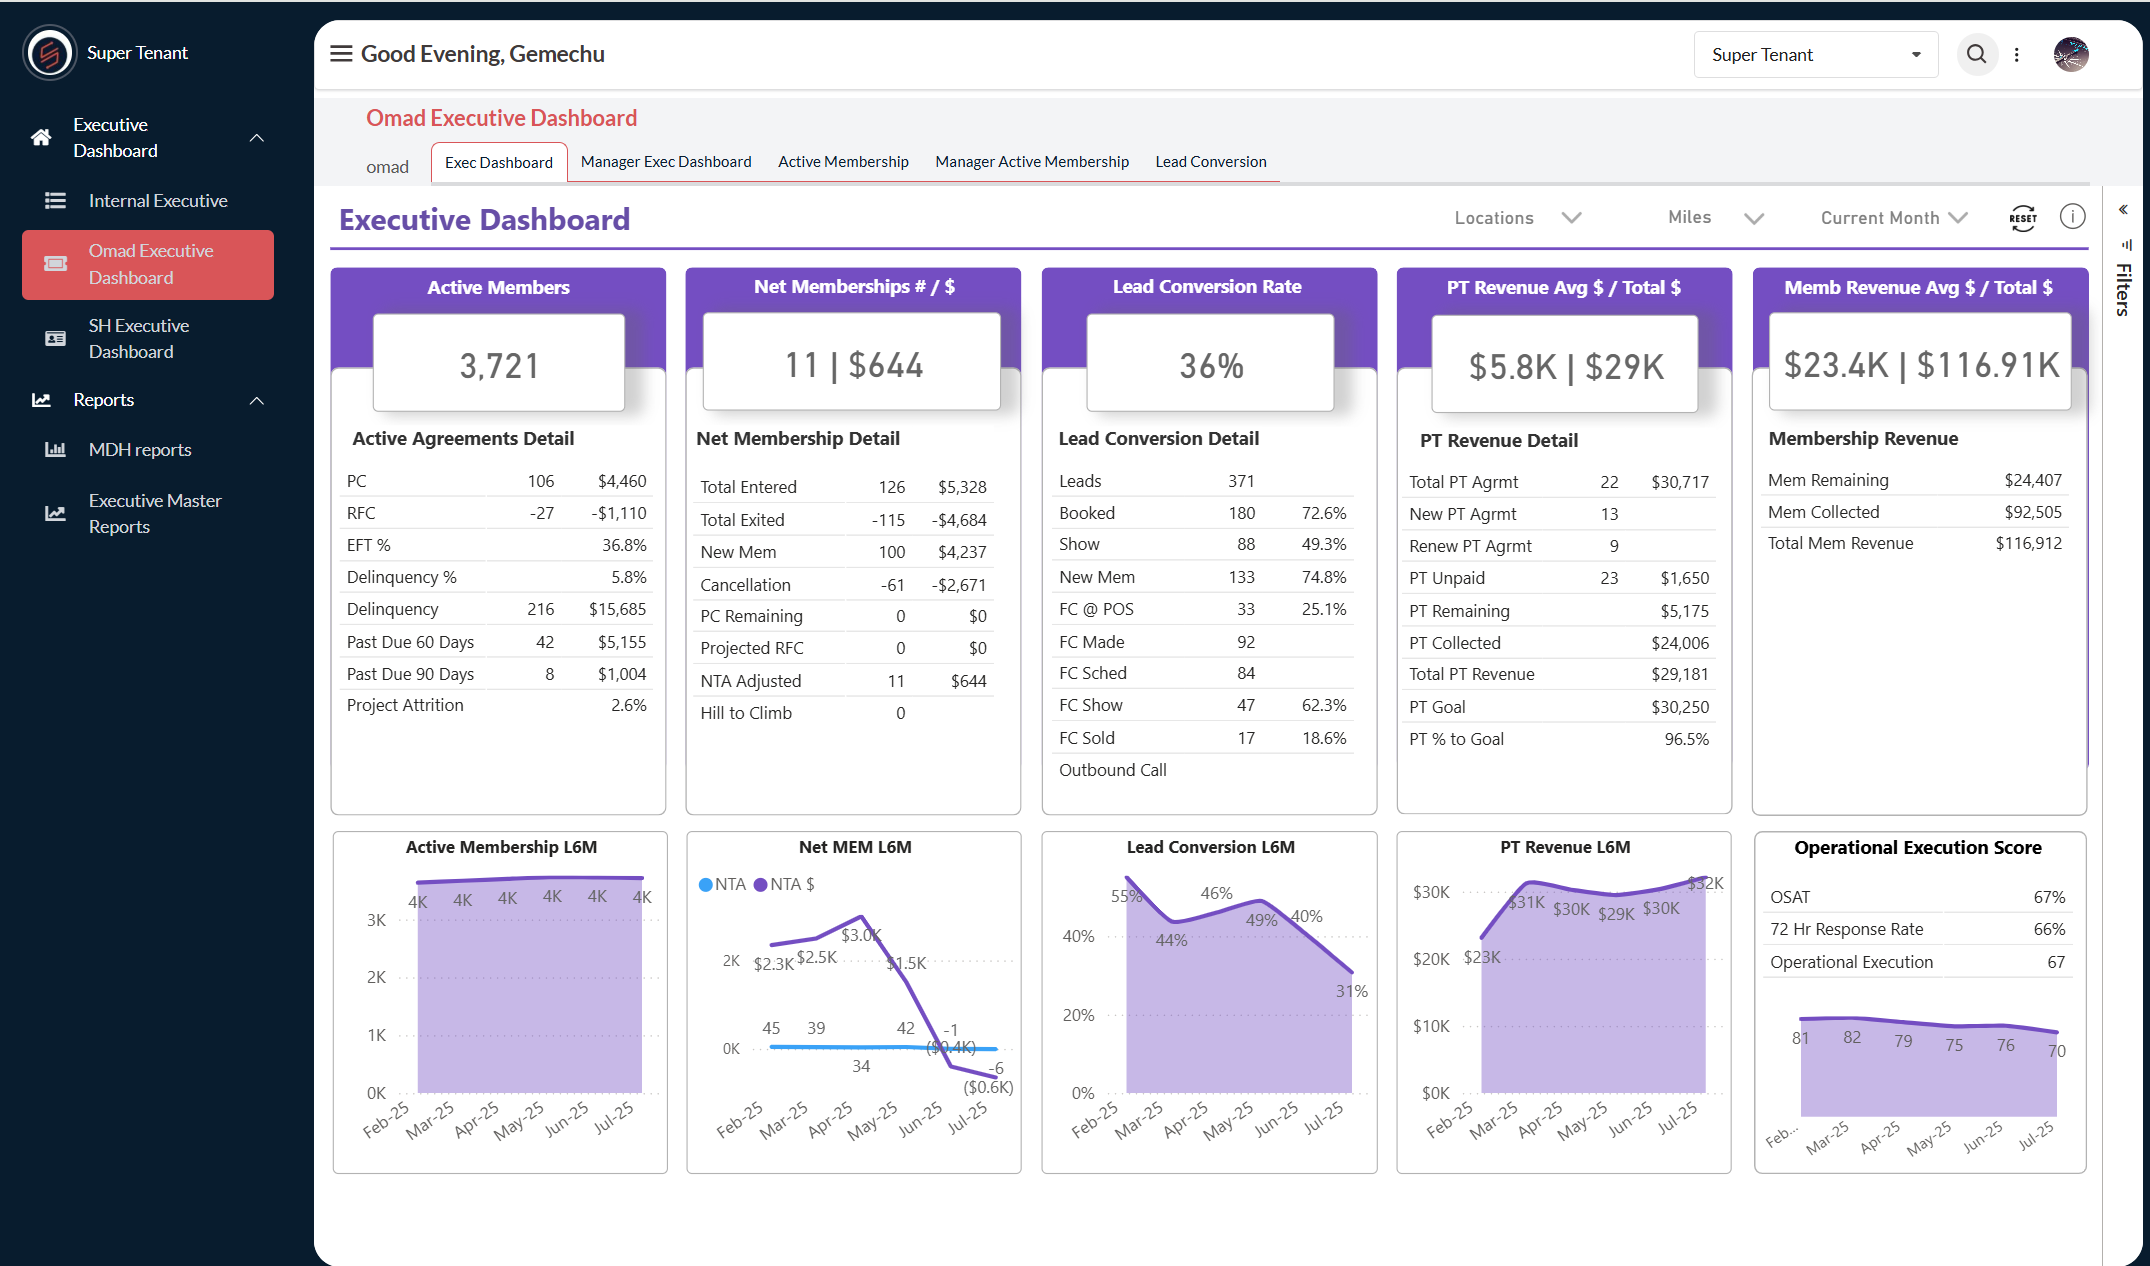 Super Tenant
Executive
Dashboard
Internal Executive
Omad Executive
Dashboard
SH Executive
Dashboard
Reports
MDH reports
Executive Master
Reports
Good Evening, Gemechu
Super Tenant
Omad Executive Dashboard
omad
Exec Dashboard
Manager Exec Dashboard
Active Membership
Manager Active Membership
Lead Conversion
Executive Dashboard
Locations
Miles
Current Month
RESET
Filters
Active Members
3,721
Active Agreements Detail
PC 106 $4,460
RFC -27 -$1,110
EFT % 36.8%
Delinquency % 5.8%
Delinquency 216 $15,685
Past Due 60 Days 42 $5,155
Past Due 90 Days 8 $1,004
Project Attrition 2.6%
Net Memberships # / $
11 | $644
Net Membership Detail
Total Entered 126 $5,328
Total Exited -115 -$4,684
New Mem 100 $4,237
Cancellation -61 -$2,671
PC Remaining 0 $0
Projected RFC 0 $0
NTA Adjusted 11 $644
Hill to Climb 0
Lead Conversion Rate
36%
Lead Conversion Detail
Leads 371
Booked 180 72.6%
Show 88 49.3%
New Mem 133 74.8%
FC @ POS 33 25.1%
FC Made 92
FC Sched 84
FC Show 47 62.3%
FC Sold 17 18.6%
Outbound Call
PT Revenue Avg $ / Total $
$5.8K | $29K
PT Revenue Detail
Total PT Agrmt 22 $30,717
New PT Agrmt 13
Renew PT Agrmt 9
PT Unpaid 23 $1,650
PT Remaining $5,175
PT Collected $24,006
Total PT Revenue $29,181
PT Goal $30,250
PT % to Goal 96.5%
Memb Revenue Avg $ / Total $
$23.4K | $116.91K
Membership Revenue
Mem Remaining $24,407
Mem Collected $92,505
Total Mem Revenue $116,912
Active Membership L6M
4K 4K 4K 4K 4K 4K
3K
2K
1K
0K
Feb-25 Mar-25 Apr-25 May-25 Jun-25 Jul-25
Net MEM L6M
NTA NTA $
$2.3K $2.5K $3.0K $1.5K ($0.4K) ($0.6K)
2K
45 39 34 42 -1 -6
0K
Feb-25 Mar-25 Apr-25 May-25 Jun-25 Jul-25
Lead Conversion L6M
55% 44% 46% 49% 40% 31%
40%
20%
0%
Feb-25 Mar-25 Apr-25 May-25 Jun-25 Jul-25
PT Revenue L6M
$23K $31K $30K $29K $30K $32K
$30K
$20K
$10K
$0K
Feb-25 Mar-25 Apr-25 May-25 Jun-25 Jul-25
Operational Execution Score
OSAT 67%
72 Hr Response Rate 66%
Operational Execution 67
81 82 79 75 76 70
Feb... Mar-25 Apr-25 May-25 Jun-25 Jul-25